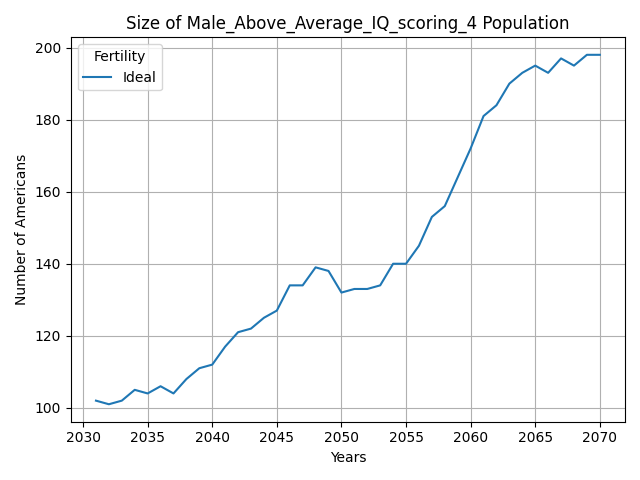 Size of Male_Above_Average_IQ_scoring_4 Population
Fertility
Ideal
200
180
160
140
120
100
Number of Americans
2030 2035 2040 2045 2050 2055 2060 2065 2070
Years